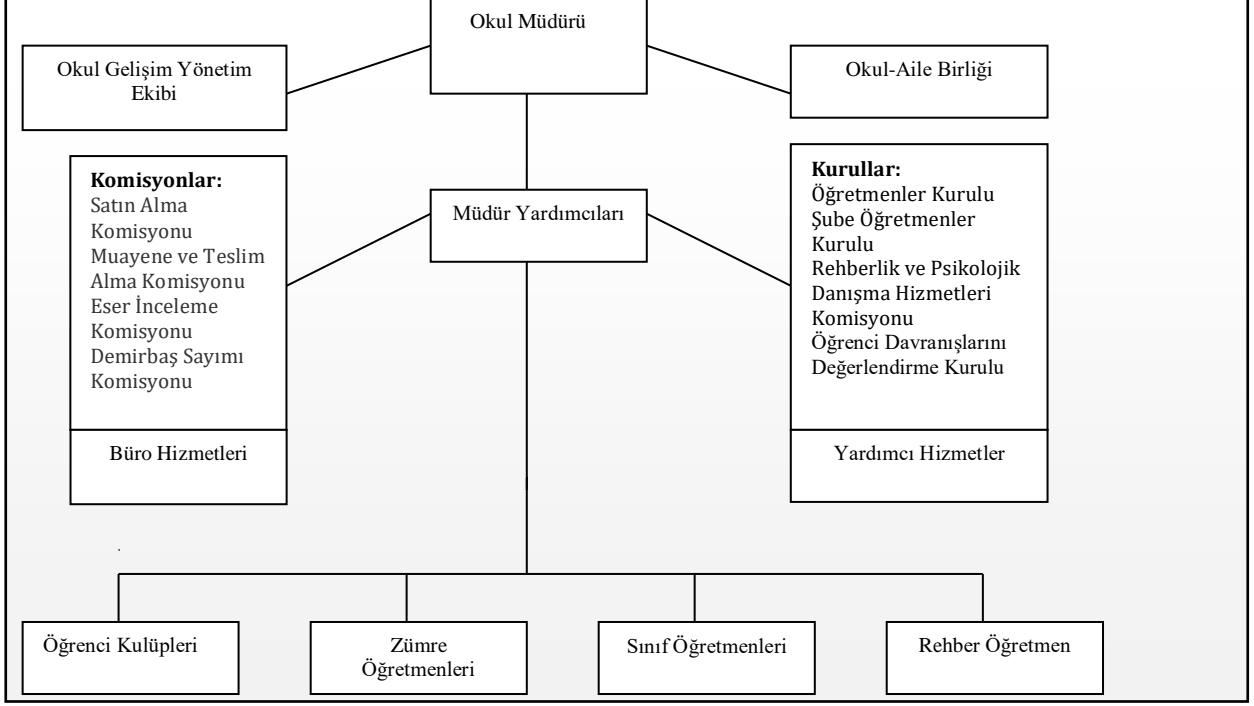 Okul Müdürü
Okul Gelişim Yönetim
Ekibi
Okul-Aile Birliği
Komisyonlar:
Satın Alma
Komisyonu
Muayene ve Teslim
Alma Komisyonu
Eser İnceleme
Komisyonu
Demirbaş Sayımı
Komisyonu
Müdür Yardımcıları
Kurullar:
Öğretmenler Kurulu
Şube Öğretmenler
Kurulu
Rehberlik ve Psikolojik
Danışma Hizmetleri
Komisyonu
Öğrenci Davranışlarını
Değerlendirme Kurulu
Büro Hizmetleri
Yardımcı Hizmetler
Öğrenci Kulüpleri
Zümre
Öğretmenleri
Sınıf Öğretmenleri
Rehber Öğretmen